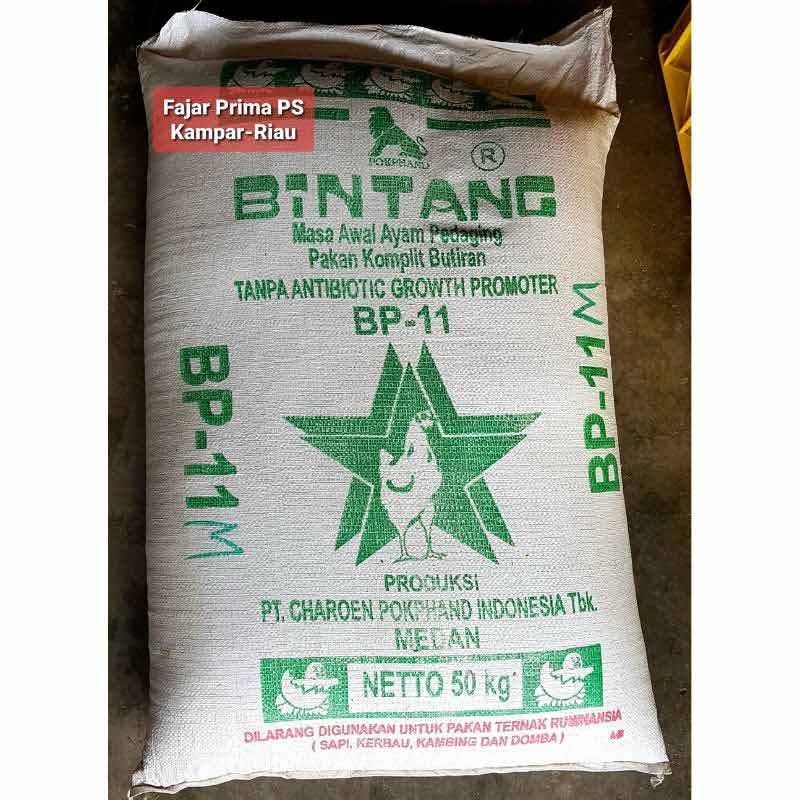 Fajar Prima PS
Kampar-Riau
POKPHAND
R
BINTANG
Masa Awal Ayam Pedaging
Pakan Komplit Butiran
TANPA ANTIBIOTIC GROWTH PROMOTER
BP-11
BP-11M
BP-11M
PRODUKSI
PT. CHAROEN POKPHAND INDONESIA Tbk.
MEDAN
NETTO 50 kg
DILARANG DIGUNAKAN UNTUK PAKAN TERNAK RUMINANSIA
( SAPI, KERBAU, KAMBING DAN DOMBA )